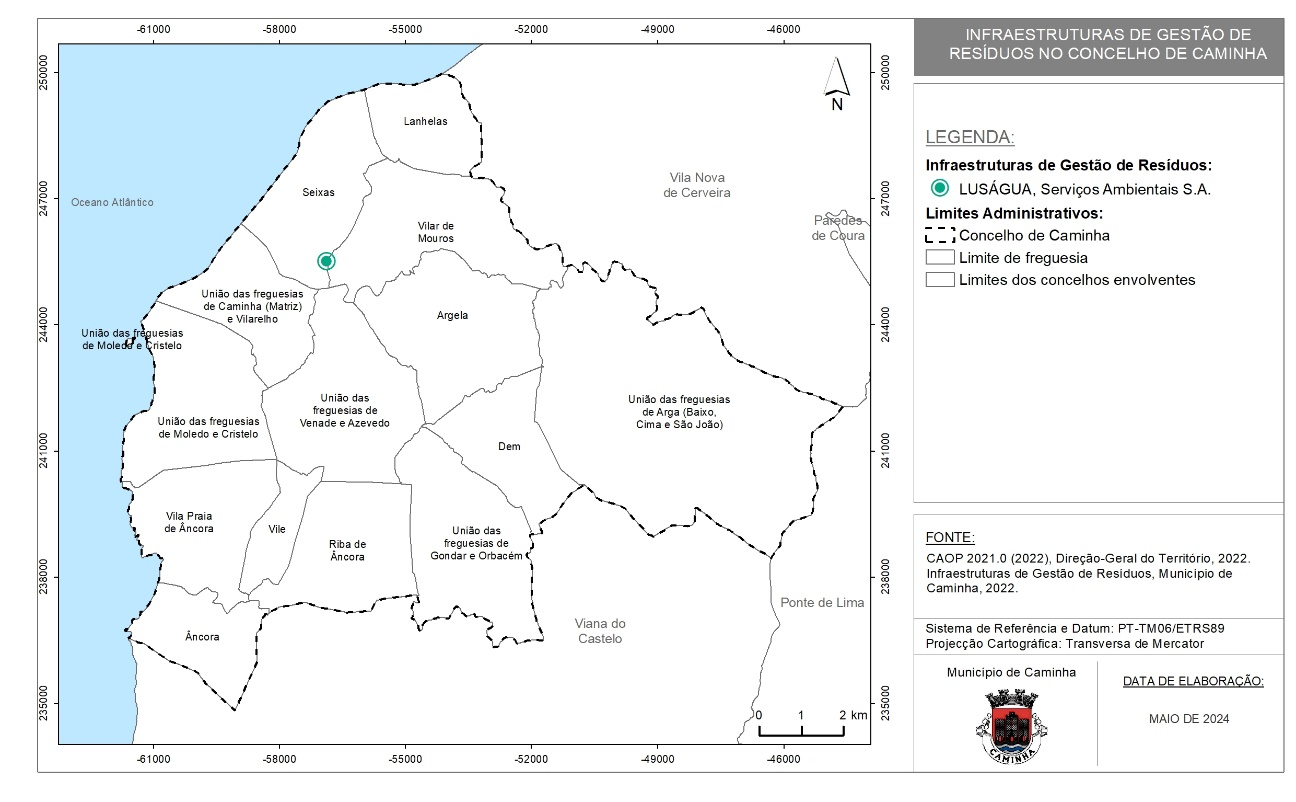 -61000
-58000
-55000
-52000
-49000
-46000
INFRAESTRUTURAS DE GESTÃO DE
RESÍDUOS NO CONCELHO DE CAMINHA
250000
250000
N
Lanhelas
LEGENDA:
Infraestruturas de Gestão de Resíduos:
LUSÁGUA, Serviços Ambientais S.A.
Limites Administrativos:
Concelho de Caminha
Limite de freguesia
Limites dos concelhos envolventes
Vila Nova
de Cerveira
Seixas
247000
247000
Oceano Atlântico
Paredes
de Coura
Vilar de
Mouros
União das freguesias
de Caminha (Matriz)
e Vilarelho
Argela
244000
244000
União das freguesias
de Moledo e Cristelo
União das
freguesias de
Venade e Azevedo
União das freguesias
de Arga (Baixo,
Cima e São João)
União das freguesias
de Moledo e Cristelo
Dem
241000
241000
Vila Praia
de Âncora
Vile
Riba de
Âncora
União das
freguesias de
Gondar e Orbacém
FONTE:
CAOP 2021.0 (2022), Direção-Geral do Território, 2022.
Infraestruturas de Gestão de Resíduos, Município de
Caminha, 2022.
238000
238000
Ponte de Lima
Viana do
Castelo
Âncora
Sistema de Referência e Datum: PT-TM06/ETRS89
Projecção Cartográfica: Transversa de Mercator
235000
235000
0 1 2 km
Municipio de Caminha
CAMINHA
DATA DE ELABORAÇÃO:
MAIO DE 2024
-61000
-58000
-55000
-52000
-49000
-46000